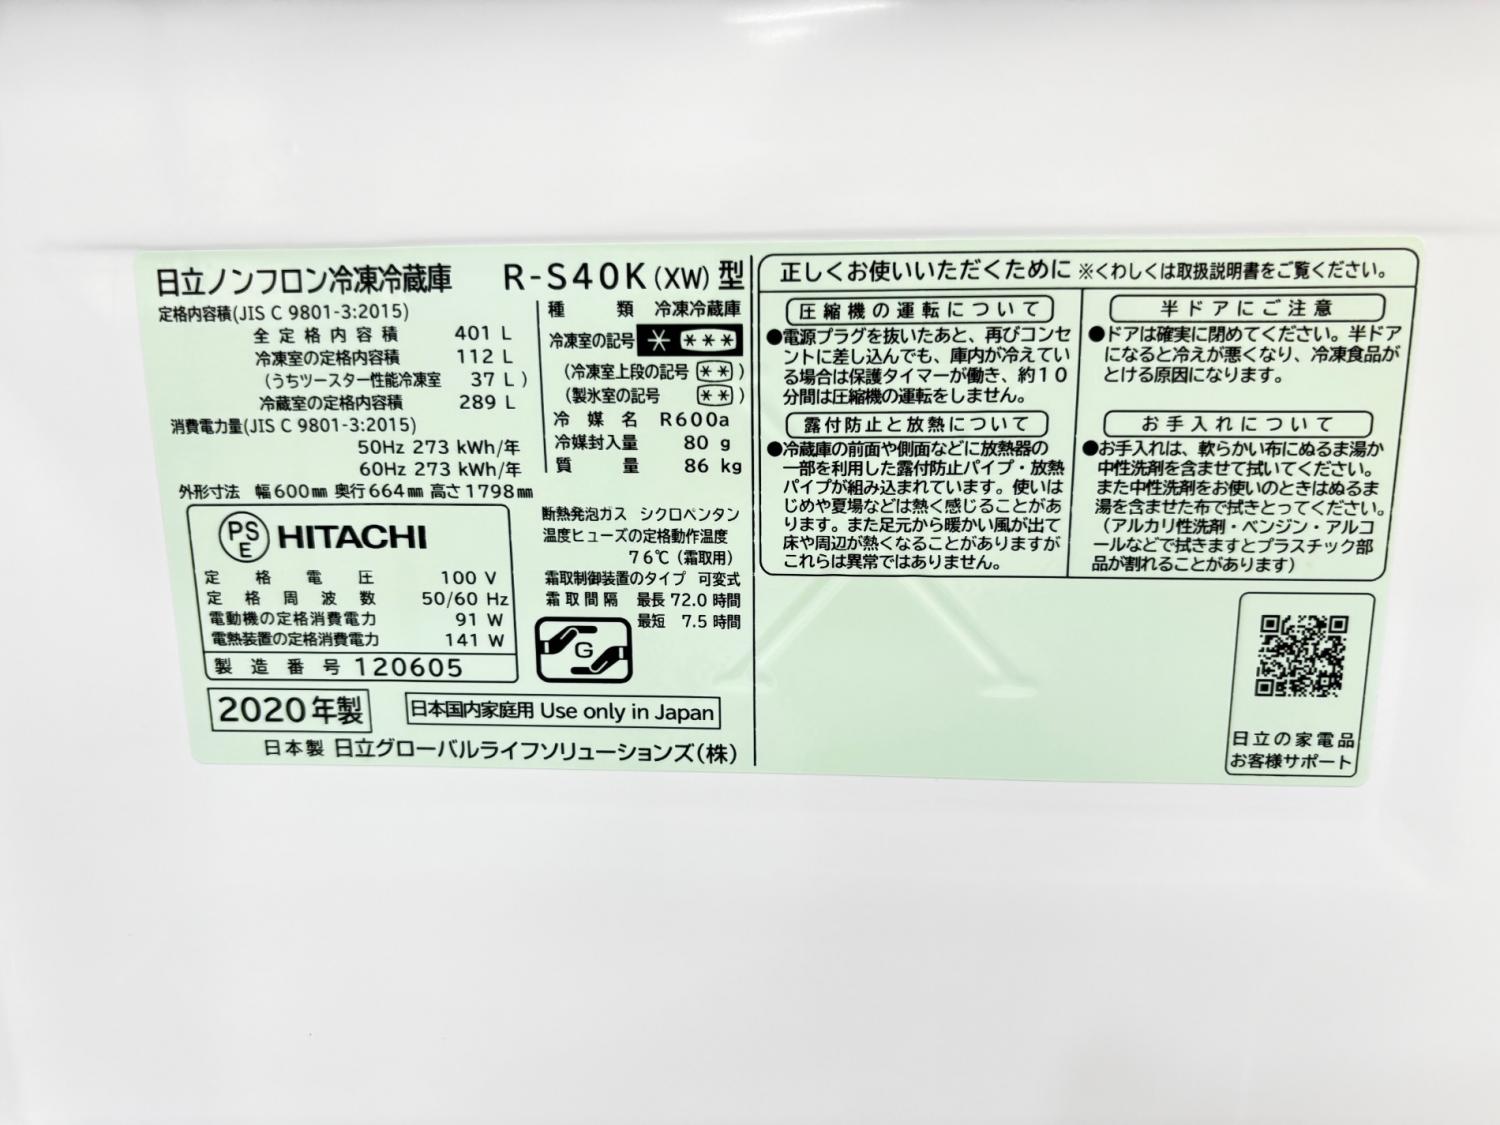 日立ノンフロン冷凍冷蔵庫 R-S40K(XW)型
定格内容積(JIS C 9801-3:2015)
全定格内容積 401 L
冷凍室の定格内容積 112 L
(うちツースター性能冷凍室 37 L)
冷蔵室の定格内容積 289 L
消費電力量(JIS C 9801-3:2015)
50Hz 273 kWh/年
60Hz 273 kWh/年
外形寸法 幅600mm 奥行664mm 高さ1798mm
種類 冷凍冷蔵庫
冷凍室の記号 * ***
(冷凍室上段の記号 **)
(製氷室の記号 **)
冷媒名 R600a
冷媒封入量 80 g
質量 86 kg
PS E HITACHI
定格電圧 100 V
定格周波数 50/60 Hz
電動機の定格消費電力 91 W
電熱装置の定格消費電力 141 W
製造番号 120605
断熱発泡ガス シクロペンタン
温度ヒューズの定格動作温度
76℃(霜取用)
霜取制御装置のタイプ 可変式
霜取間隔 最長 72.0 時間
最短 7.5 時間
G
2020年製
日本国内家庭用 Use only in Japan
日本製 日立グローバルライフソリューションズ(株)
正しくお使いいただくために ※くわしくは取扱説明書をご覧ください。
圧縮機の運転について
●電源プラグを抜いたあと、再びコンセ
ントに差し込んでも、庫内が冷えてい
る場合は保護タイマーが働き、約10
分間は圧縮機の運転をしません。
露付防止と放熱について
●冷蔵庫の前面や側面などに放熱器の
一部を利用した露付防止パイプ・放熱
パイプが組み込まれています。使いは
じめや夏場などは熱く感じることがあ
ります。また足元から暖かい風が出て
床や周辺が熱くなることがありますが
これらは異常ではありません。
半ドアにご注意
●ドアは確実に閉めてください。半ドア
になると冷えが悪くなり、冷凍食品が
とける原因になります。
お手入れについて
●お手入れは、軟らかい布にぬるま湯か
中性洗剤を含ませて拭いてください。
また中性洗剤をお使いのときはぬるま
湯を含ませた布で拭きとってください。
(アルカリ性洗剤・ベンジン・アルコ
ールなどで拭きますとプラスチック部
品が割れることがあります)
日立の家電品
お客様サポート